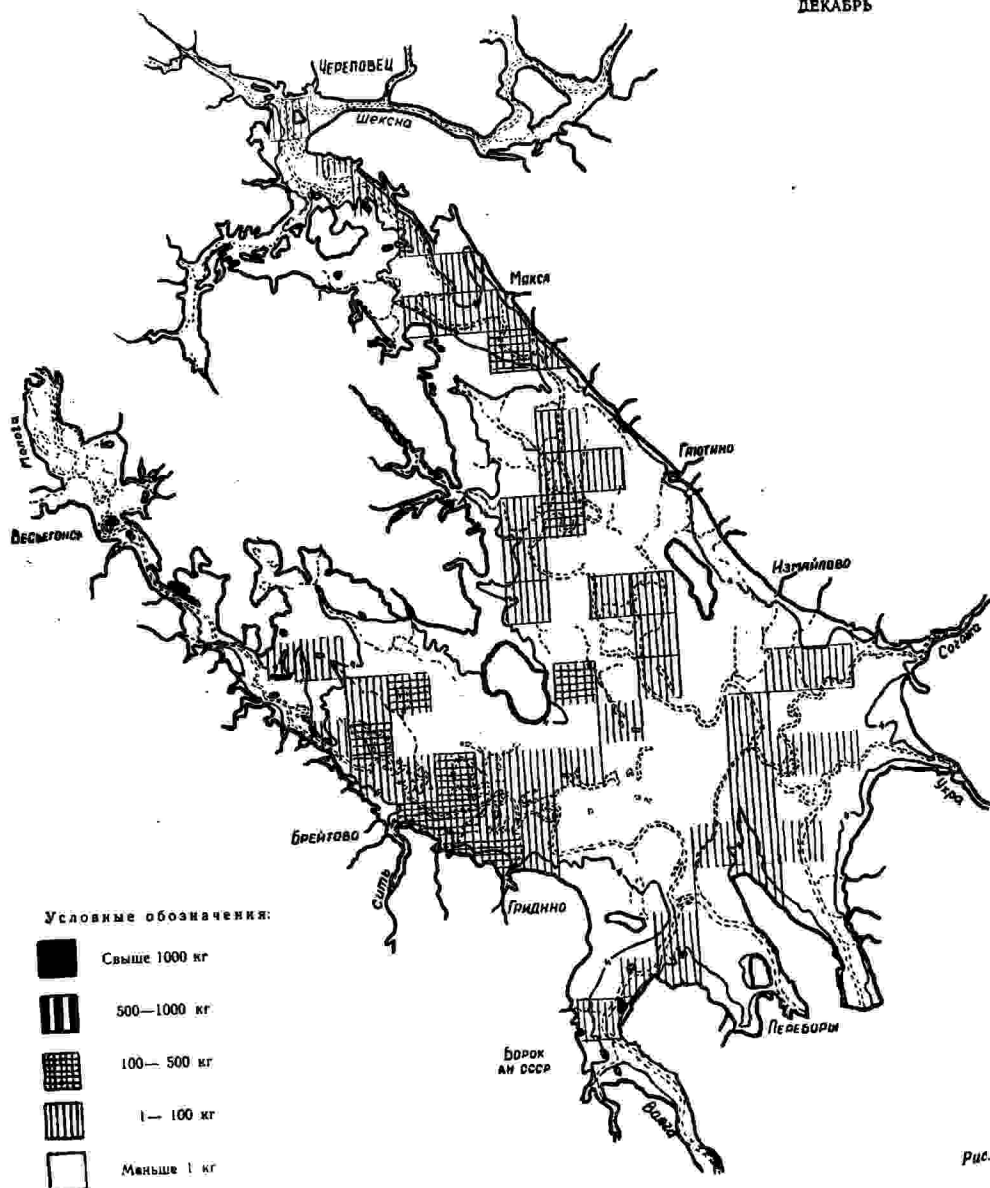 ДЕКАБРЬ
ЧЕРЕПОВЕЦ
Шексна
Мякса
Молога
Гаютино
Весьегонск
Измайлово
Согожа
Ухра
Брейтово
Сить
Гридино
Переборы
Борок
АН СССР
Волга
Условные обозначения:
Свыше 1000 кг
500—1000 кг
100— 500 кг
1— 100 кг
Меньше 1 кг
Рис.